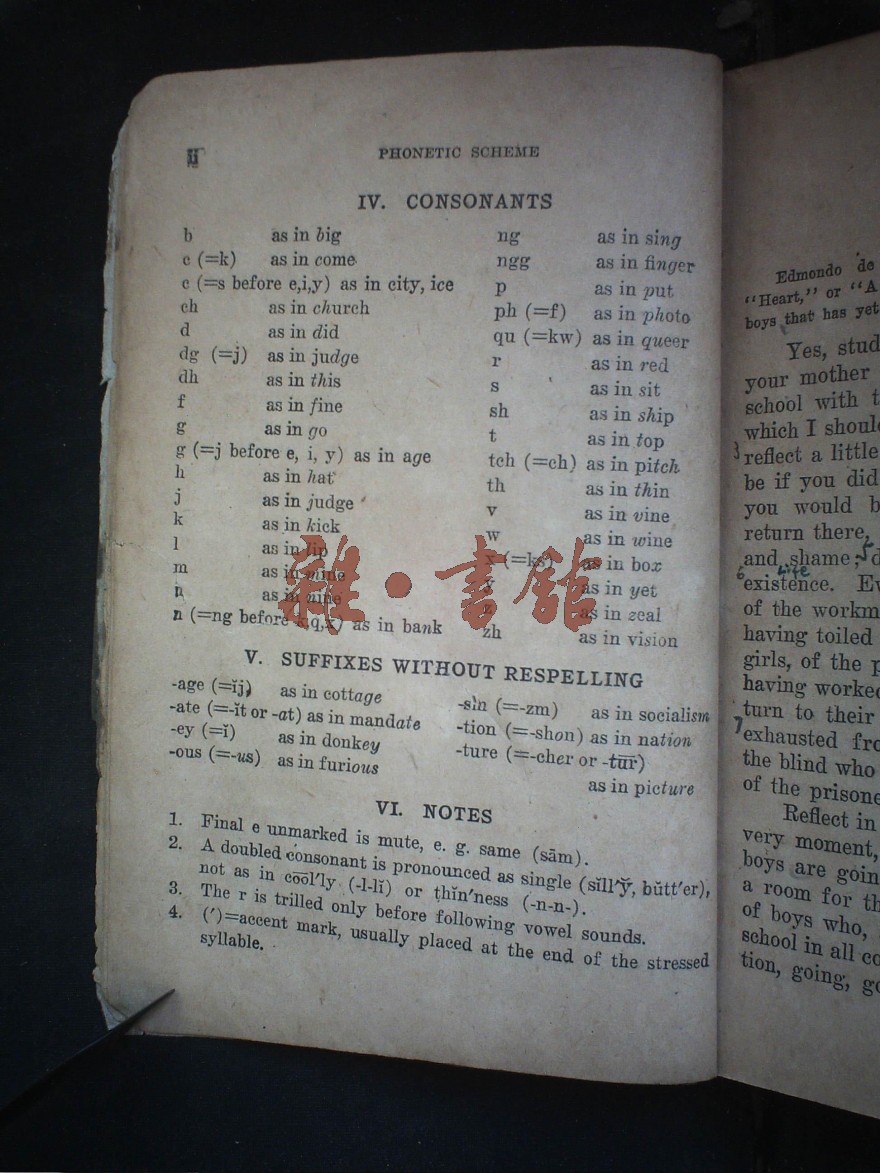 ii
PHONETIC SCHEME
IV. CONSONANTS
b as in big
c (=k) as in come
c (=s before e,i,y) as in city, ice
ch as in church
d as in did
dg (=j) as in judge
dh as in this
f as in fine
g as in go
g (=j before e, i, y) as in age
h as in hat
j as in judge
k as in kick
l as in lip
m as in mine
n as in nine
n (=ng before k,q,x) as in bank
ng as in sing
ngg as in finger
p as in put
ph (=f) as in photo
qu (=kw) as in queer
r as in red
s as in sit
sh as in ship
t as in top
tch (=ch) as in pitch
th as in thin
v as in vine
w as in wine
x (=ks) as in box
y as in yet
z as in zeal
zh as in vision
V. SUFFIXES WITHOUT RESPELLING
-age (=ĭj) as in cottage
-ate (=-ĭt or -at) as in mandate
-ey (=ĭ) as in donkey
-ous (=-us) as in furious
-sm (=-zm) as in socialism
-tion (=-shon) as in nation
-ture (=-cher or -tūr)
as in picture
VI. NOTES
1. Final e unmarked is mute, e. g. same (sām).
2. A doubled consonant is pronounced as single (sĭll'y̆, bŭtt'er),
not as in co͞ol'ly (-l-lĭ) or thĭn'ness (-n-n-).
3. The r is trilled only before following vowel sounds.
4. (')=accent mark, usually placed at the end of the stressed
syllable.
Edmondo de
"Heart," or "A
boys that has yet
Yes, stud
your mother
school with t
which I shoul
3 reflect a little
be if you did
you would b
return there,
and shame; d
life
6 existence. Ev
of the workm
having toiled
girls, of the p
having worke
turn to their
7 exhausted fro
the blind who
of the prisone
Reflect in
very moment,
boys are goin
a room for th
of boys who,
school in all co
tion, going, go
雜·書館